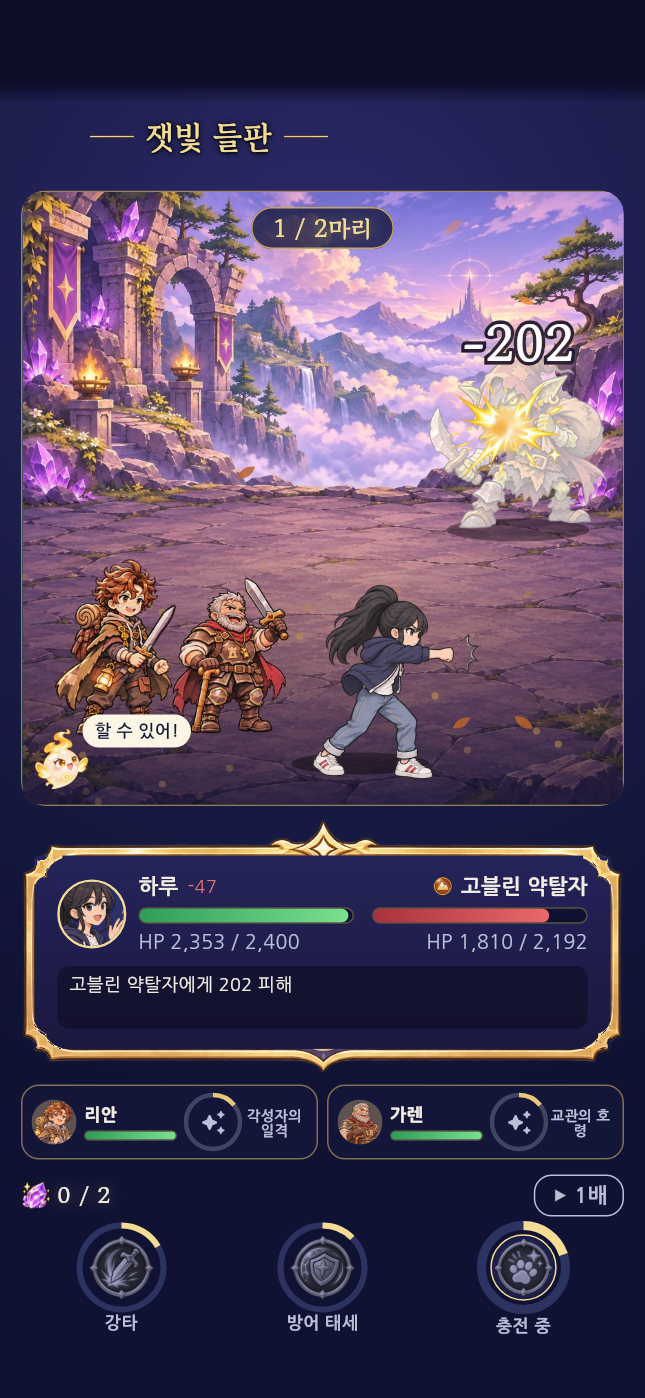 잿빛 들판
1 / 2마리
-202
할 수 있어!
하루 -47
고블린 약탈자
HP 2,353 / 2,400
HP 1,810 / 2,192
고블린 약탈자에게 202 피해
리안
각성자의
일격
가렌
교관의 호
령
0 / 2
▶ 1배
강타
방어 태세
충전 중